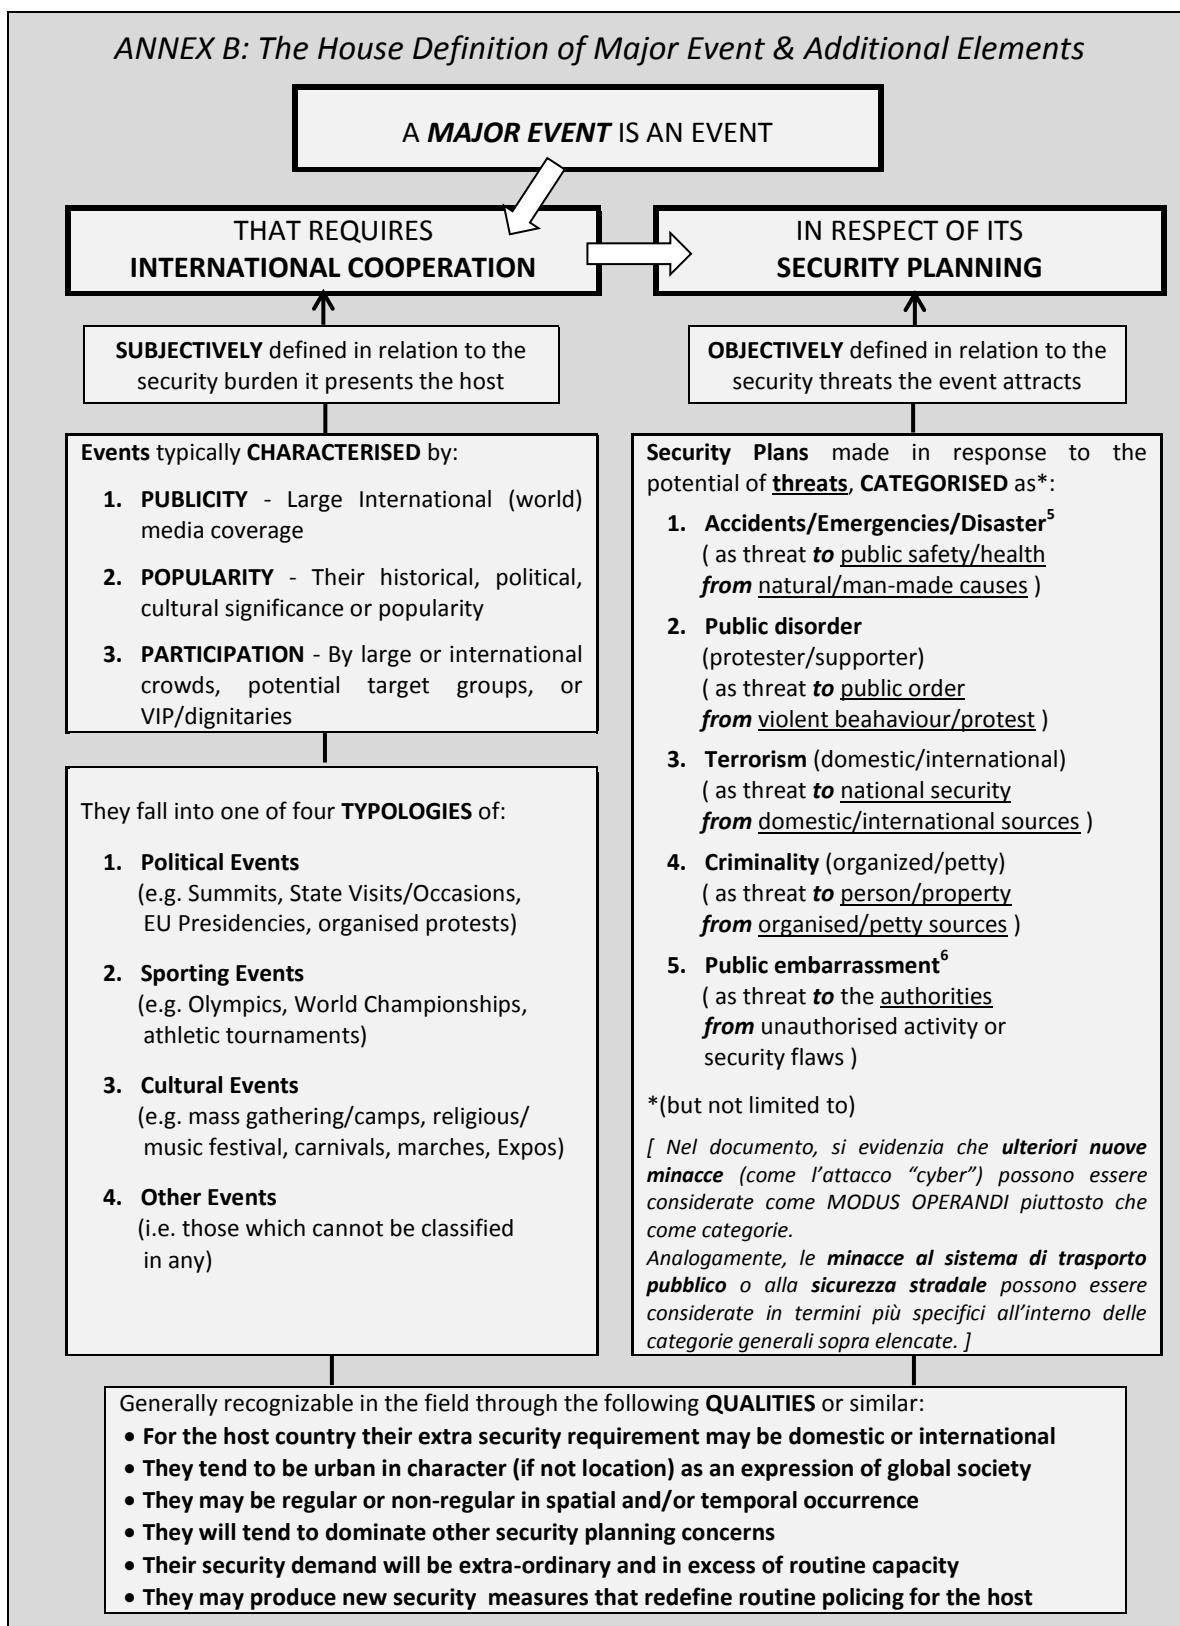 ANNEX B: The House Definition of Major Event & Additional Elements
A MAJOR EVENT IS AN EVENT
THAT REQUIRES
INTERNATIONAL COOPERATION
IN RESPECT OF ITS
SECURITY PLANNING
SUBJECTIVELY defined in relation to the
security burden it presents the host
OBJECTIVELY defined in relation to the
security threats the event attracts
Events typically CHARACTERISED by:
1. PUBLICITY - Large International (world)
media coverage
2. POPULARITY - Their historical, political,
cultural significance or popularity
3. PARTICIPATION - By large or international
crowds, potential target groups, or
VIP/dignitaries
They fall into one of four TYPOLOGIES of:
1. Political Events
(e.g. Summits, State Visits/Occasions,
EU Presidencies, organised protests)
2. Sporting Events
(e.g. Olympics, World Championships,
athletic tournaments)
3. Cultural Events
(e.g. mass gathering/camps, religious/
music festival, carnivals, marches, Expos)
4. Other Events
(i.e. those which cannot be classified
in any)
Security Plans made in response to the
potential of threats, CATEGORISED as*:
1. Accidents/Emergencies/Disaster5
( as threat to public safety/health
from natural/man-made causes )
2. Public disorder
(protester/supporter)
( as threat to public order
from violent beahaviour/protest )
3. Terrorism (domestic/international)
( as threat to national security
from domestic/international sources )
4. Criminality (organized/petty)
( as threat to person/property
from organised/petty sources )
5. Public embarrassment6
( as threat to the authorities
from unauthorised activity or
security flaws )
*(but not limited to)
[ Nel documento, si evidenzia che ulteriori nuove
minacce (come l'attacco "cyber") possono essere
considerate come MODUS OPERANDI piuttosto che
come categorie.
Analogamente, le minacce al sistema di trasporto
pubblico o alla sicurezza stradale possono essere
considerate in termini più specifici all'interno delle
categorie generali sopra elencate. ]
Generally recognizable in the field through the following QUALITIES or similar:
• For the host country their extra security requirement may be domestic or international
• They tend to be urban in character (if not location) as an expression of global society
• They may be regular or non-regular in spatial and/or temporal occurrence
• They will tend to dominate other security planning concerns
• Their security demand will be extra-ordinary and in excess of routine capacity
• They may produce new security measures that redefine routine policing for the host